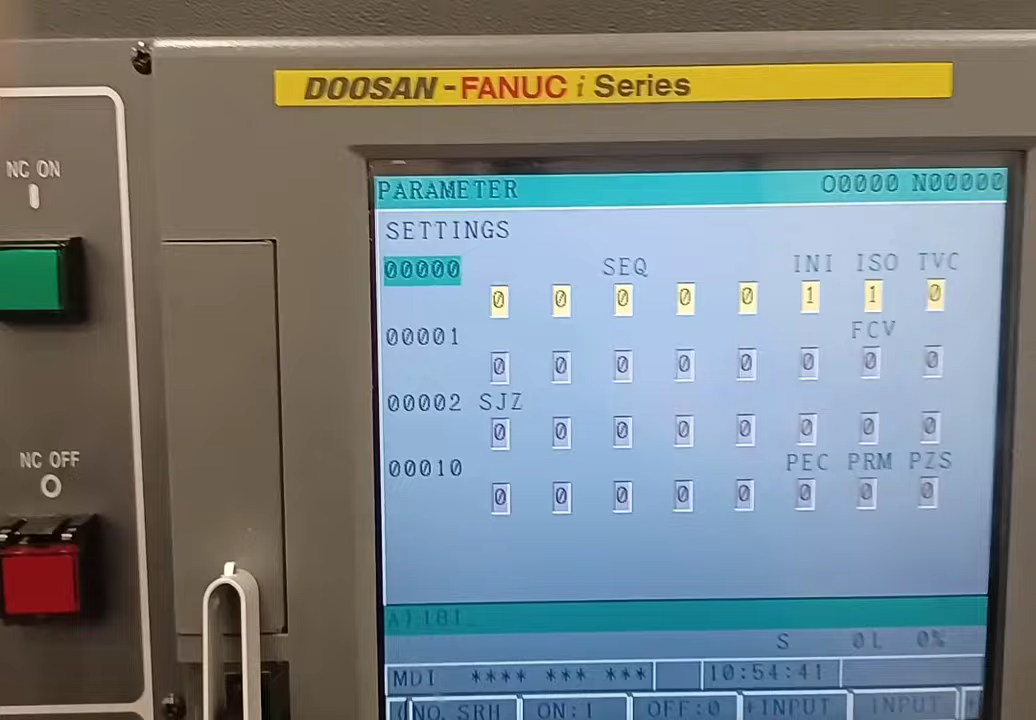 DOOSAN-FANUC i Series
NC ON
PARAMETER O0000 N00000
SETTINGS
00000 SEQ INI ISO TVC
0 0 0 0 0 1 1 0
00001 FCV
0 0 0 0 0 0 0 0
00002 SJZ
0 0 0 0 0 0 0 0
NC OFF
00010 PEC PRM PZS
0 0 0 0 0 0 0 0
S 0 L 0%
MDI **** *** *** 10:54:41
(NO.SRH ON:1 OFF:0 +INPUT INPUT